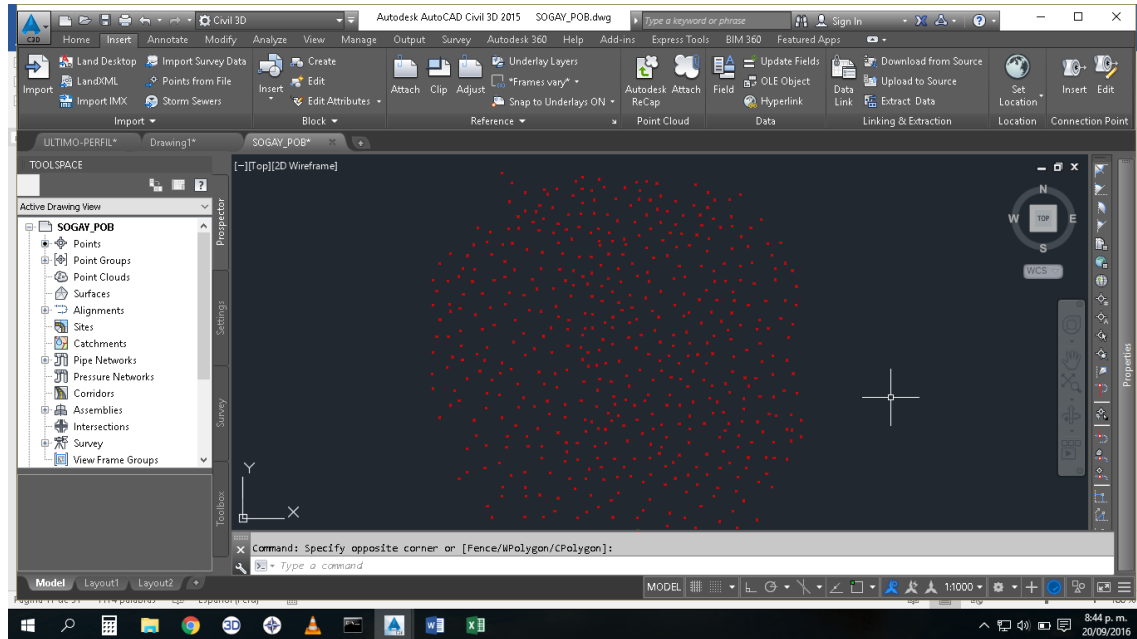 Civil 3D
Autodesk AutoCAD Civil 3D 2015 SOGAY_POB.dwg
Type a keyword or phrase
Sign In
C3D
Home Insert Annotate Modify Analyze View Manage Output Survey Autodesk 360 Help Add-ins Express Tools BIM 360 Featured Apps
Import
Land Desktop
LandXML
Import IMX
Import Survey Data
Points from File
Storm Sewers
Insert
Create
Edit
Edit Attributes
Attach Clip Adjust
Underlay Layers
*Frames vary*
Snap to Underlays ON
Autodesk ReCap
Attach
Field
Update Fields
OLE Object
Hyperlink
Data Link
Download from Source
Upload to Source
Extract Data
Set Location
Insert Edit
Import
Block
Reference
Point Cloud
Data
Linking & Extraction
Location
Connection Point
ULTIMO-PERFIL* Drawing1* SOGAY_POB*
TOOLSPACE
[-][Top][2D Wireframe]
Active Drawing View
SOGAY_POB
Points
Point Groups
Point Clouds
Surfaces
Alignments
Sites
Catchments
Pipe Networks
Pressure Networks
Corridors
Assemblies
Intersections
Survey
View Frame Groups
Prospector
Settings
Survey
Toolbox
N
W TOP E
S
WCS
Properties
Y
X
Command: Specify opposite corner or [Fence/WPolygon/CPolygon]:
Type a command
Model Layout1 Layout2
MODEL
1:1000
8:44 p. m.
20/09/2016